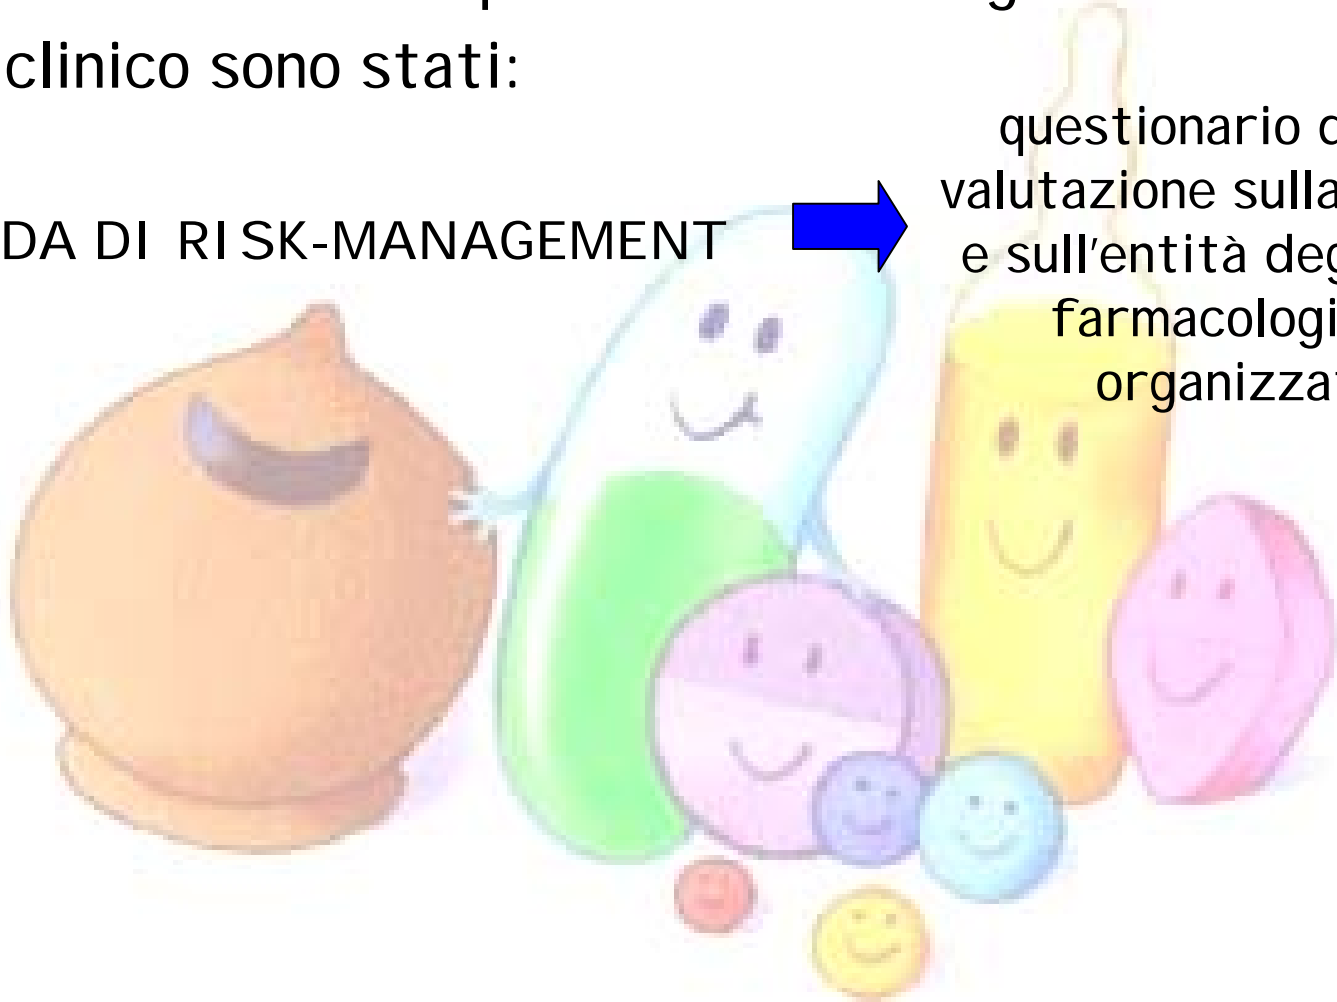 clinico sono stati:
DA DI RISK-MANAGEMENT
questionario d
valutazione sulla
e sull'entità deg
farmacologi
organizza